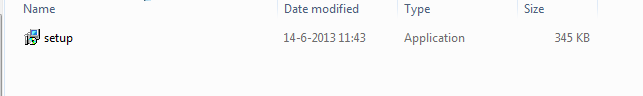 Name Date modified Type Size
setup 14-6-2013 11:43 Application 345 KB